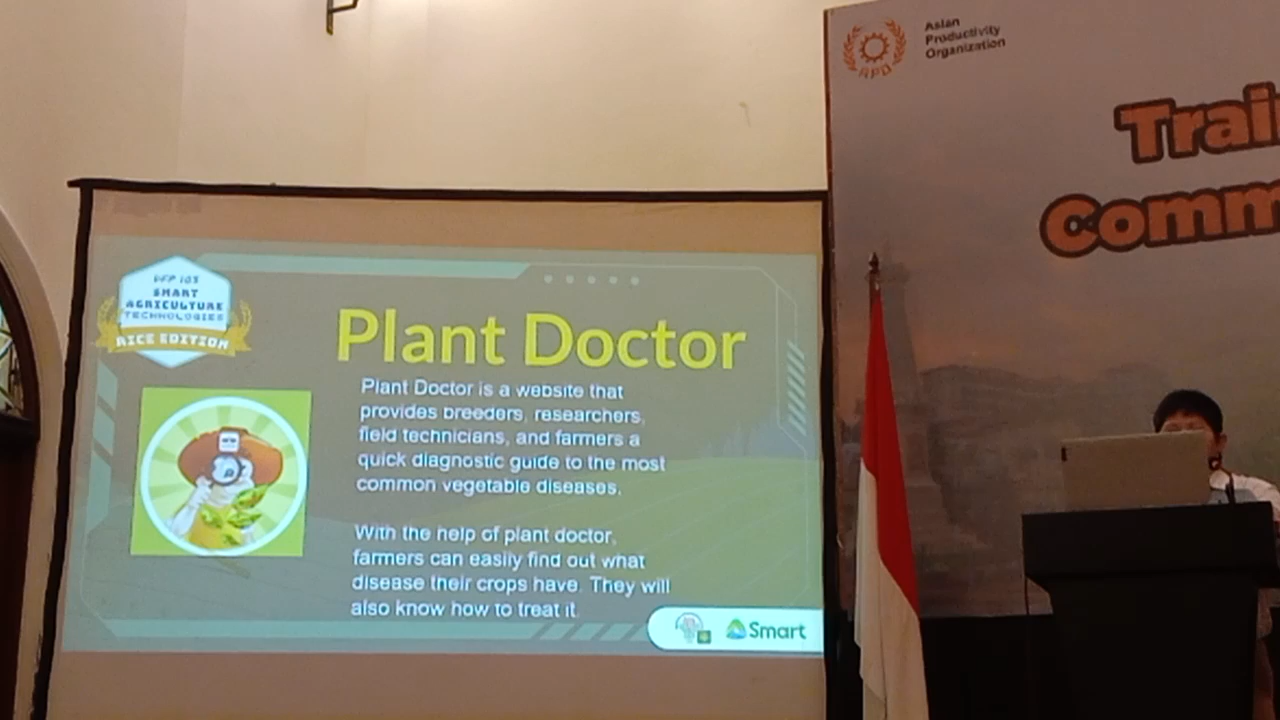 Asian
Productivity
Organization
APO
Trai
Comm
DFP 103
SMART
AGRICULTURE
TECHNOLOGIES
RICE EDITION
Plant Doctor
Plant Doctor is a website that
provides breeders, researchers,
field technicians, and farmers a
quick diagnostic guide to the most
common vegetable diseases.
With the help of plant doctor,
farmers can easily find out what
disease their crops have. They will
also know how to treat it.
Smart